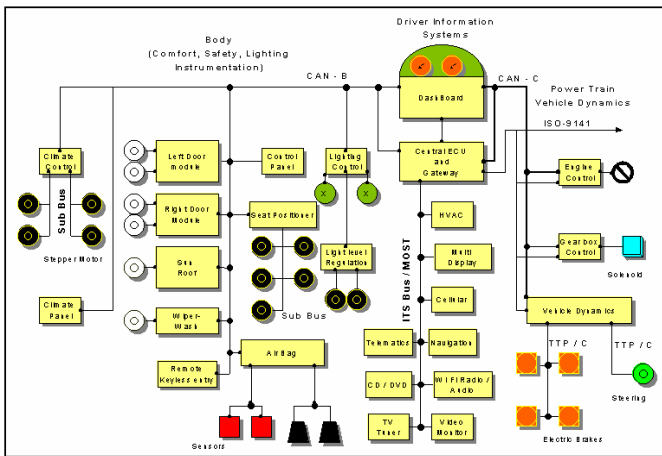 Driver Information
Systems
Body
(Comfort, Safety, Lighting
Instrumentation)
CAN - B
CAN - C
Power Train
Vehicle Dynamics
DashBoard
ISO-9141
Climate
Control
Left Door
module
Control
Panel
Lighting
Control
Central ECU
and
Gateway
Engine
Control
X
X
Sub Bus
Right Door
Module
Seat Positioner
HVAC
Stepper Motor
Sun
Roof
Light level
Regulation
Multi
Display
Gear box
Control
Solenoid
ITS Bus / MOST
Climate
Panel
Wiper-
Wash
Sub Bus
Cellular
Vehicle Dynamics
Remote
Keyless entry
Airbag
Telematics
Navigation
TTP / C
TTP / C
CD / DVD
WIFI Radio /
Audio
Steering
Sensors
TV
Tuner
Video
Monitor
Electric Brakes